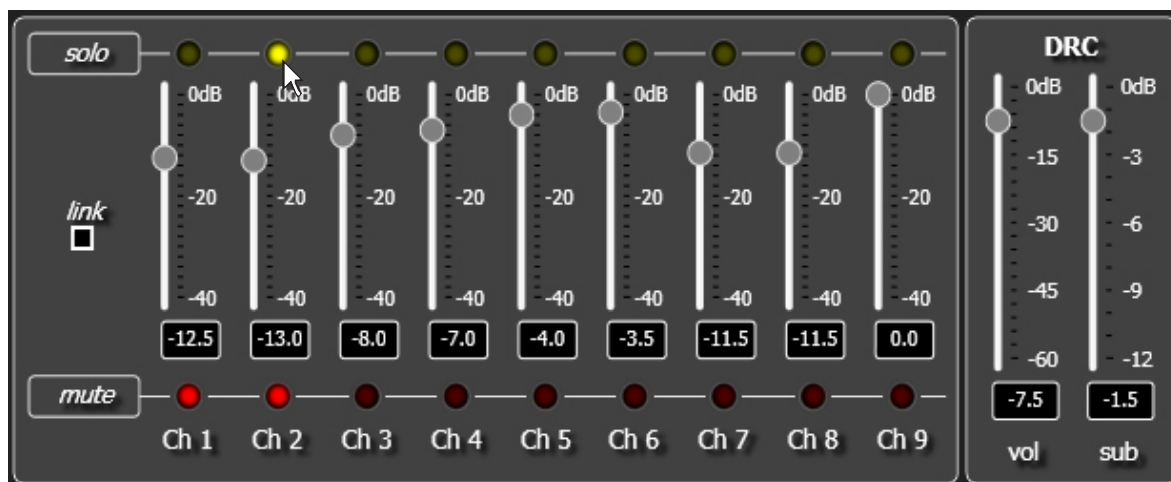 solo
DRC
0dB 0dB 0dB 0dB 0dB 0dB 0dB 0dB 0dB 0dB 0dB
-15 -3
link -20 -20 -20 -20 -20 -20 -20 -20 -20
-30 -6
-40 -40 -40 -40 -40 -40 -40 -40 -40 -45 -9
-12.5 -13.0 -8.0 -7.0 -4.0 -3.5 -11.5 -11.5 0.0 -60 -12
mute -7.5 -1.5
Ch 1 Ch 2 Ch 3 Ch 4 Ch 5 Ch 6 Ch 7 Ch 8 Ch 9 vol sub